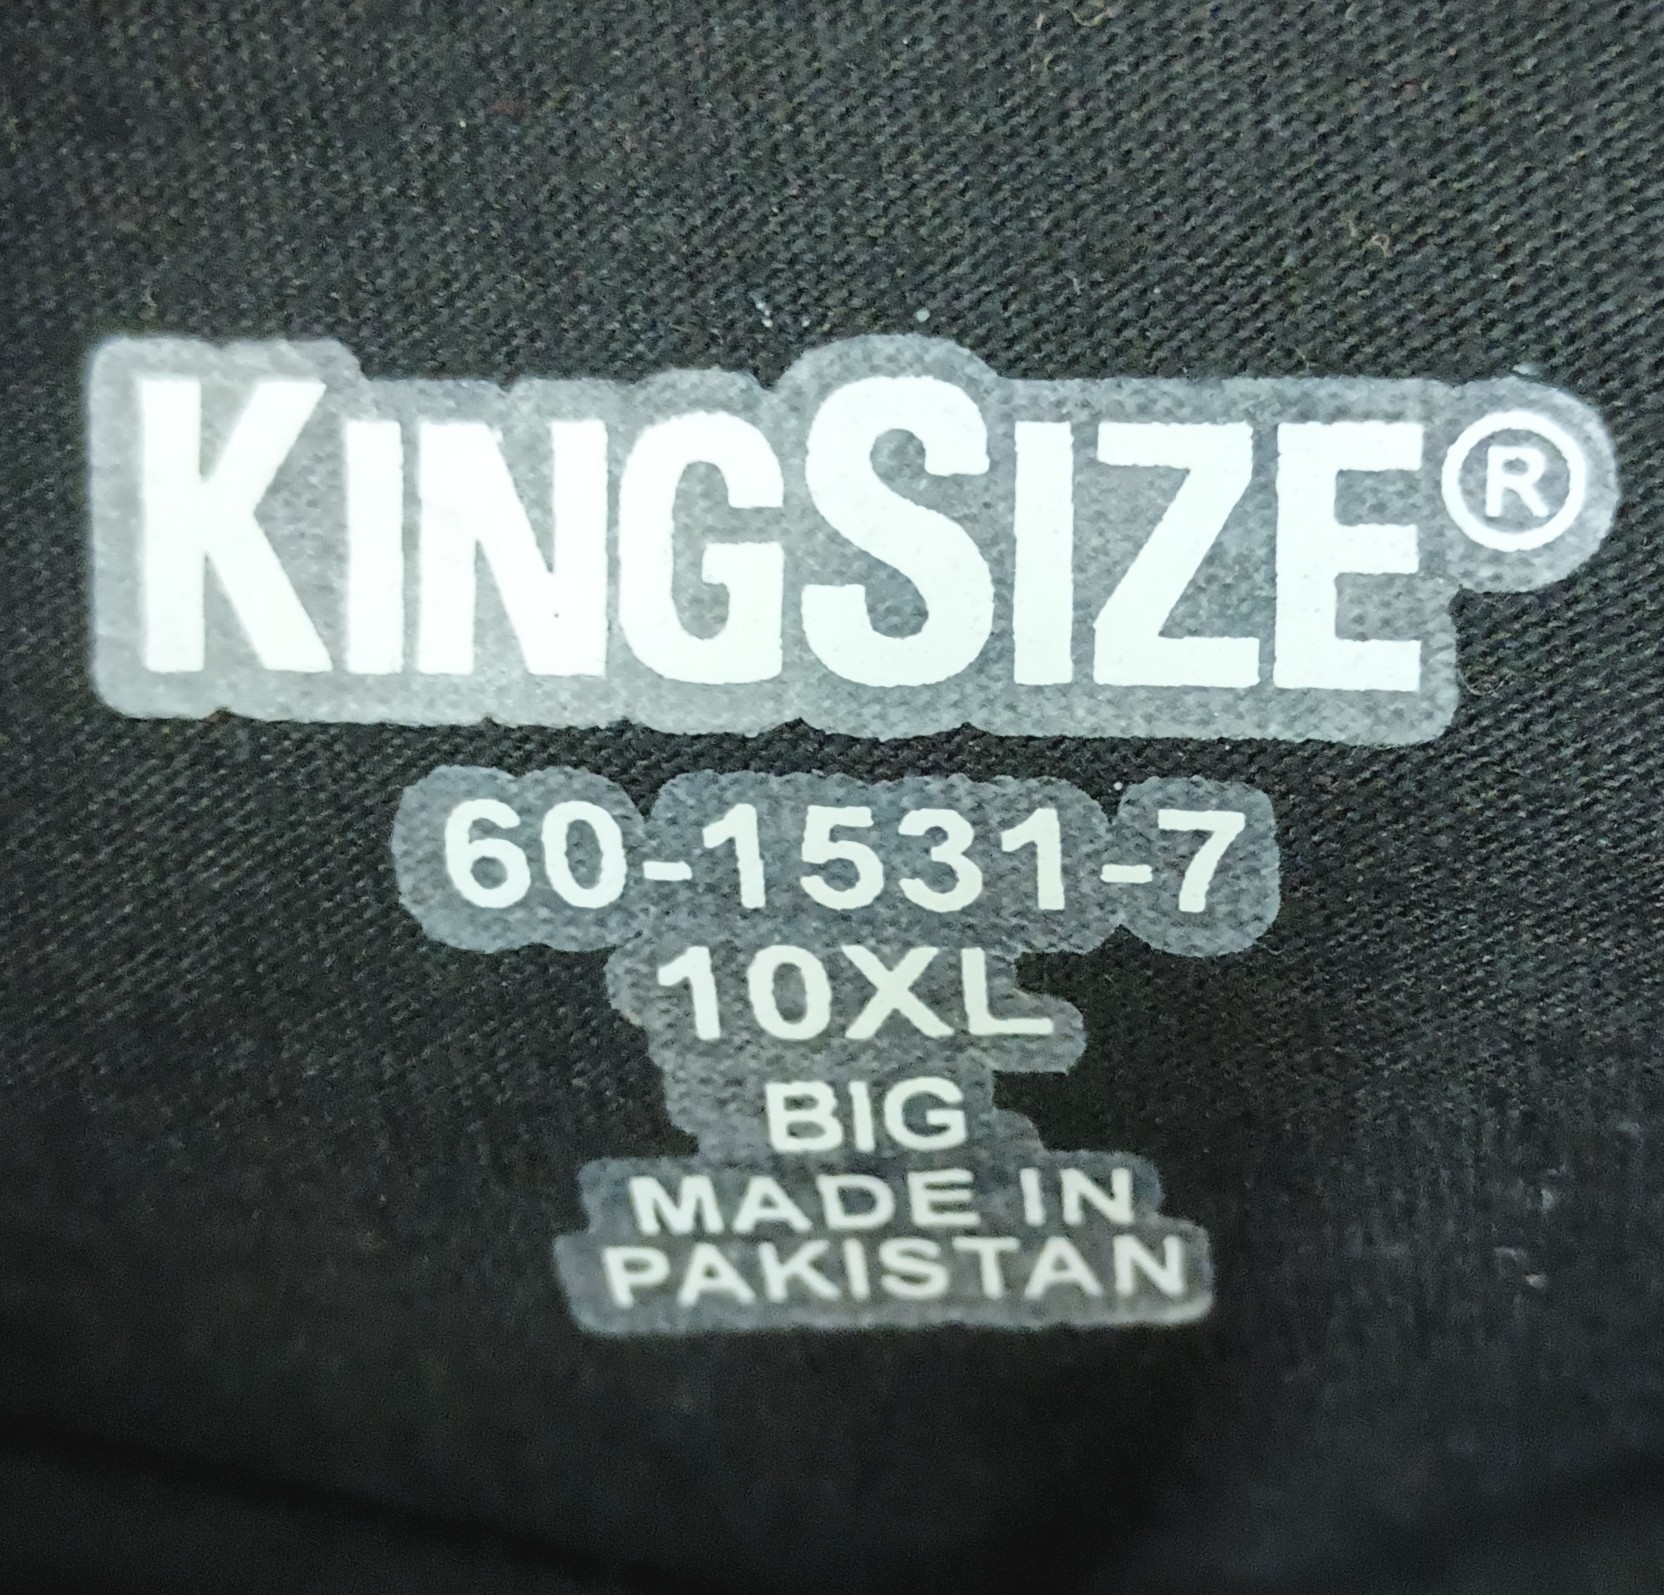 KINGSIZE®
60-1531-7
10XL
BIG
MADE IN
PAKISTAN